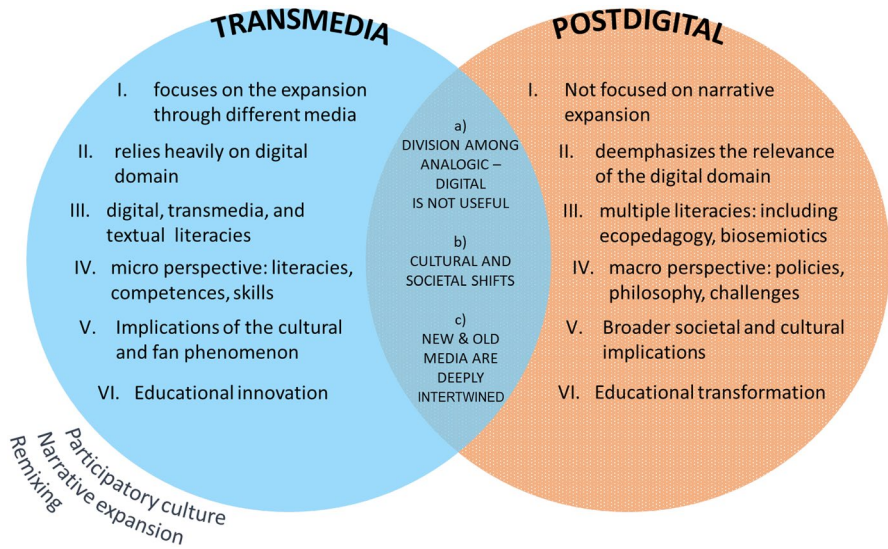 TRANSMEDIA
I. focuses on the expansion
through different media
II. relies heavily on digital
domain
III. digital, transmedia, and
textual literacies
IV. micro perspective: literacies,
competences, skills
V. Implications of the cultural
and fan phenomenon
VI. Educational innovation
Participatory culture
Narrative expansion
Remixing
a)
DIVISION AMONG
ANALOGIC –
DIGITAL
IS NOT USEFUL
b)
CULTURAL AND
SOCIETAL SHIFTS
c)
NEW & OLD
MEDIA ARE
DEEPLY
INTERTWINED
POSTDIGITAL
I. Not focused on narrative
expansion
II. deemphasizes the relevance
of the digital domain
III. multiple literacies: including
ecopedagogy, biosemiotics
IV. macro perspective: policies,
philosophy, challenges
V. Broader societal and cultural
implications
VI. Educational transformation